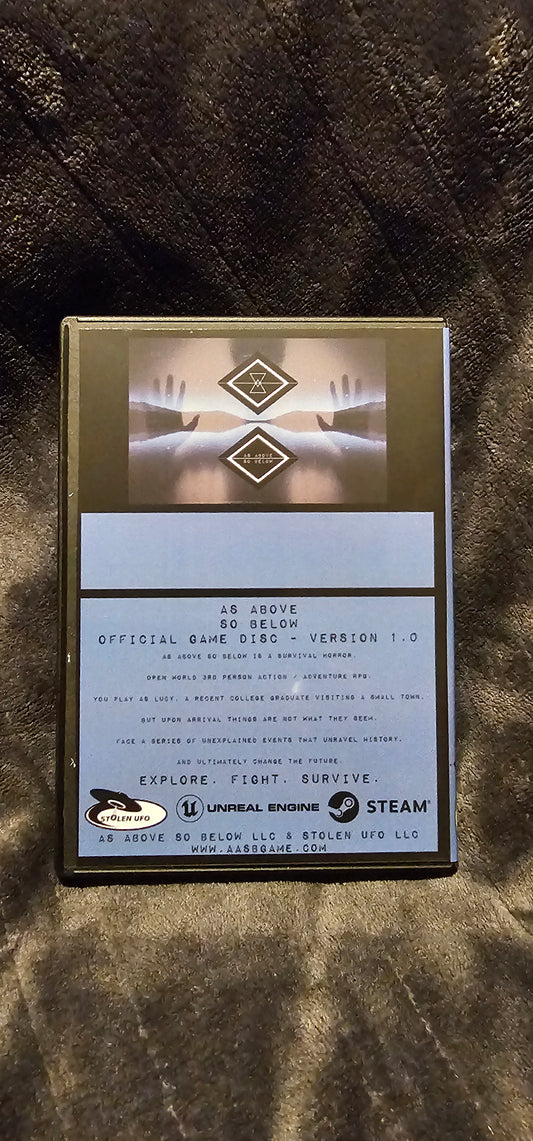 AS ABOVE
SO BELOW
AS ABOVE
SO BELOW
OFFICIAL GAME DISC - VERSION 1.0
AS ABOVE SO BELOW IS A SURVIVAL HORROR.
OPEN WORLD 3RD PERSON ACTION / ADVENTURE RPG.
YOU PLAY AS LUCY, A RECENT COLLEGE GRADUATE VISITING A SMALL TOWN.
BUT UPON ARRIVAL THINGS ARE NOT WHAT THEY SEEM.
FACE A SERIES OF UNEXPLAINED EVENTS THAT UNRAVEL HISTORY.
AND ULTIMATELY CHANGE THE FUTURE.
EXPLORE. FIGHT. SURVIVE.
STOLEN UFO
UNREAL ENGINE
STEAM®
AS ABOVE SO BELOW LLC & STOLEN UFO LLC
WWW.AASBGAME.COM